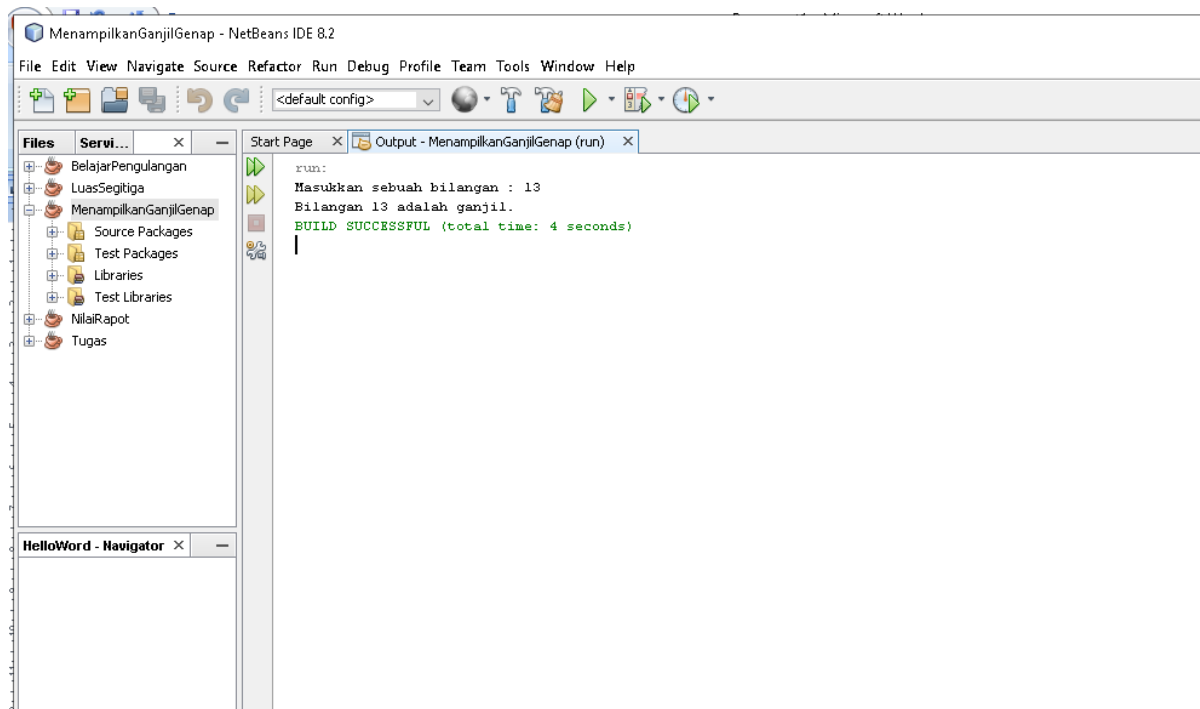 MenampilkanGanjilGenap - NetBeans IDE 8.2
File Edit View Navigate Source Refactor Run Debug Profile Team Tools Window Help
<default config>
Files Servi...
Start Page Output - MenampilkanGanjilGenap (run)
BelajarPengulangan
LuasSegitiga
MenampilkanGanjilGenap
Source Packages
Test Packages
Libraries
Test Libraries
NilaiRapot
Tugas
run:
Masukkan sebuah bilangan : 13
Bilangan 13 adalah ganjil.
BUILD SUCCESSFUL (total time: 4 seconds)
HelloWord - Navigator